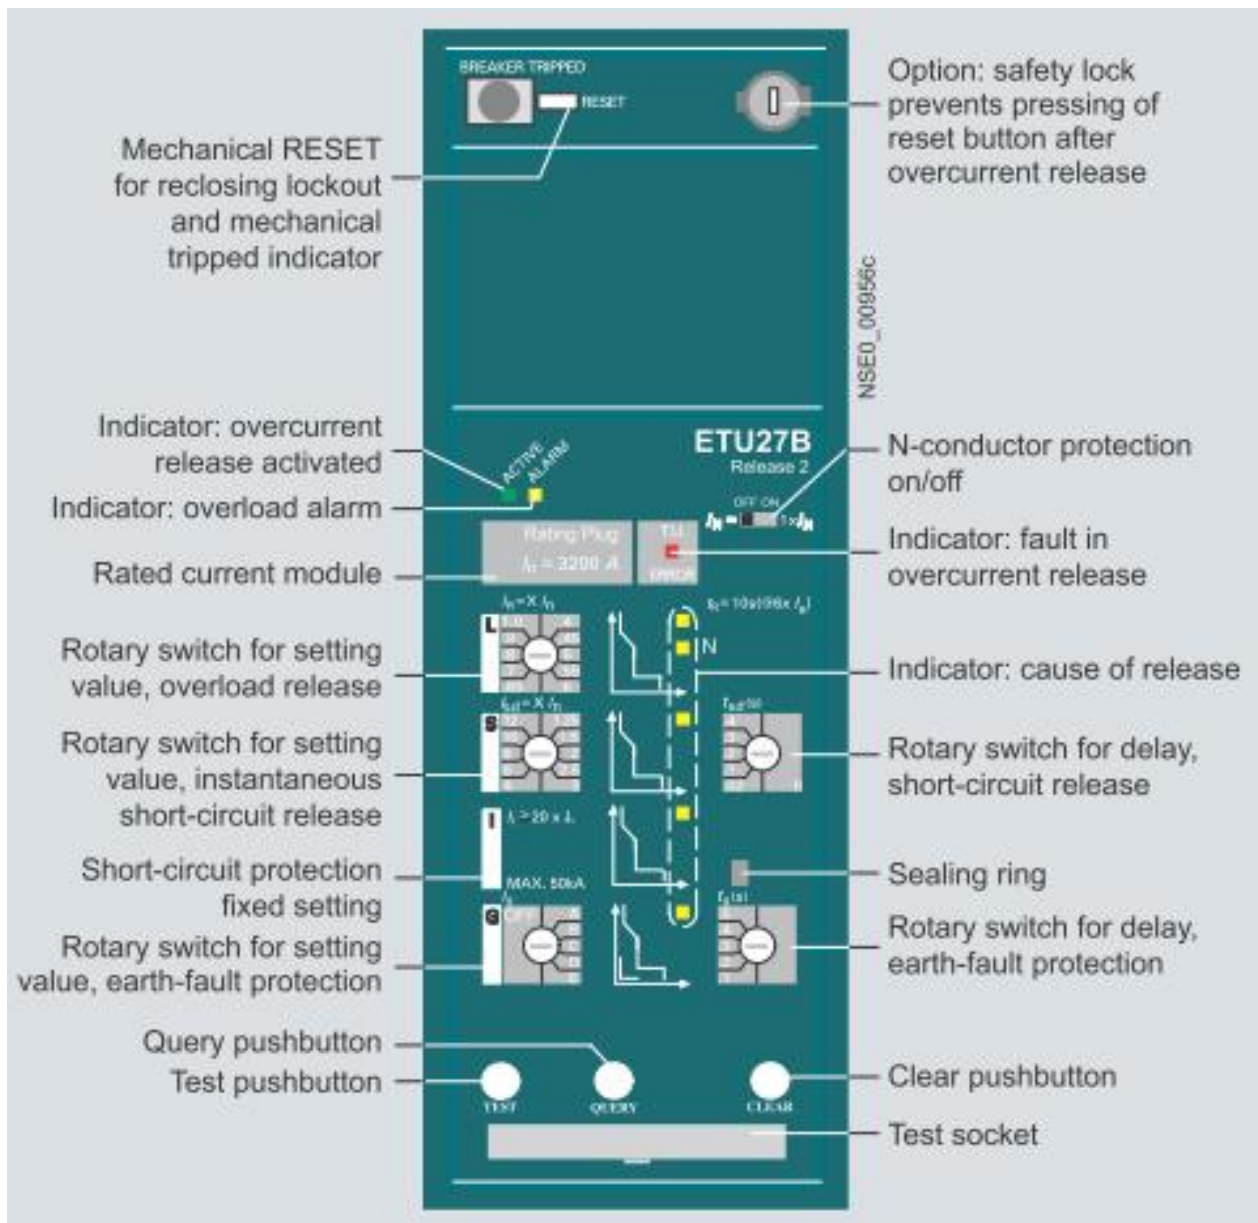 BREAKER TRIPPED
RESET
Option: safety lock
prevents pressing of
reset button after
overcurrent release
Mechanical RESET
for reclosing lockout
and mechanical
tripped indicator
NSE0_00956c
Indicator: overcurrent
release activated
Indicator: overload alarm
Rated current module
ACTIVE
ALARM
ETU27B
Release 2
OFF ON
N-conductor protection
on/off
Rating Plug
In = 3200 A
ERROR
Indicator: fault in
overcurrent release
L
N
Rotary switch for setting
value, overload release
Indicator: cause of release
S
Rotary switch for setting
value, instantaneous
short-circuit release
Rotary switch for delay,
short-circuit release
I
MAX. 50kA
Short-circuit protection
fixed setting
Sealing ring
G
OFF
Rotary switch for setting
value, earth-fault protection
Rotary switch for delay,
earth-fault protection
Query pushbutton
Test pushbutton
Clear pushbutton
TEST
QUERY
CLEAR
Test socket